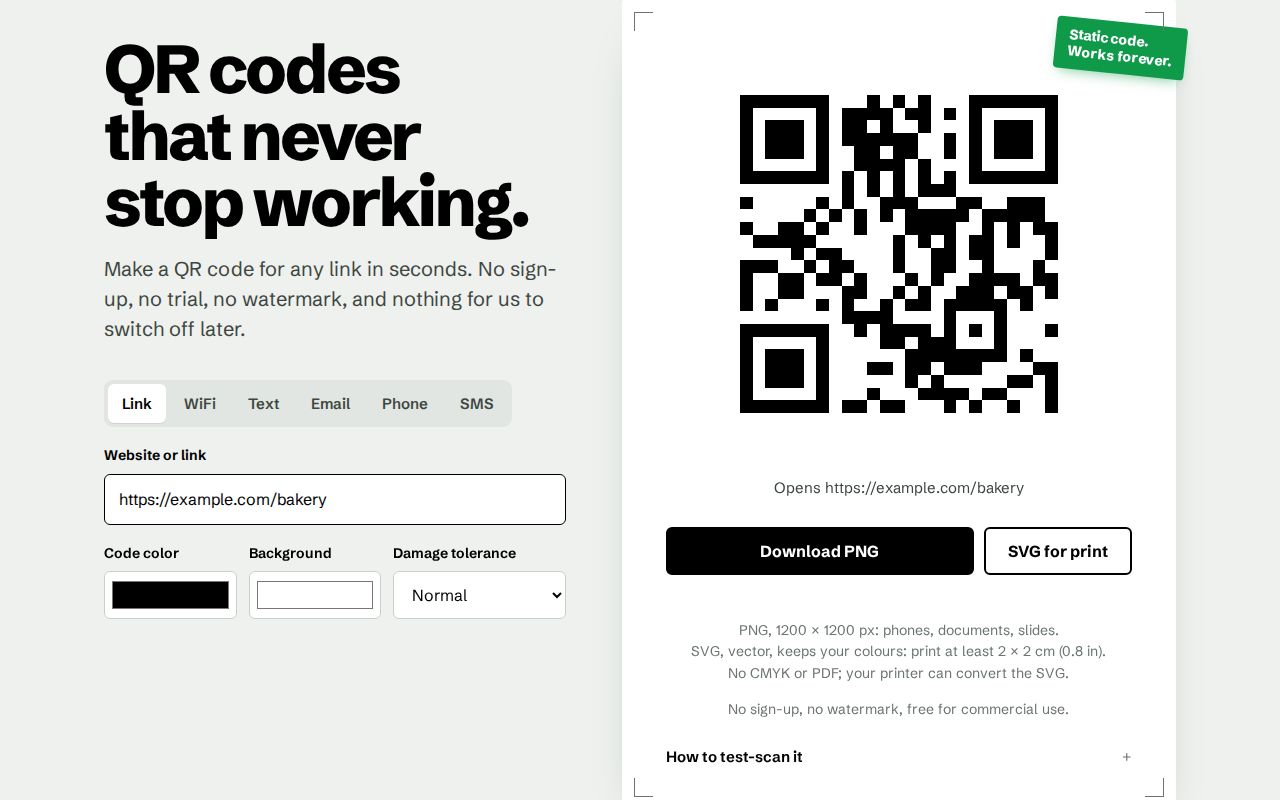 QR codes
that never
stop working.
Make a QR code for any link in seconds. No sign-
up, no trial, no watermark, and nothing for us to
switch off later.
Link WiFi Text Email Phone SMS
Website or link
https://example.com/bakery
Code color Background Damage tolerance
Normal
Static code.
Works forever.
Opens https://example.com/bakery
Download PNG SVG for print
PNG, 1200 × 1200 px: phones, documents, slides.
SVG, vector, keeps your colours: print at least 2 × 2 cm (0.8 in).
No CMYK or PDF; your printer can convert the SVG.
No sign-up, no watermark, free for commercial use.
How to test-scan it +